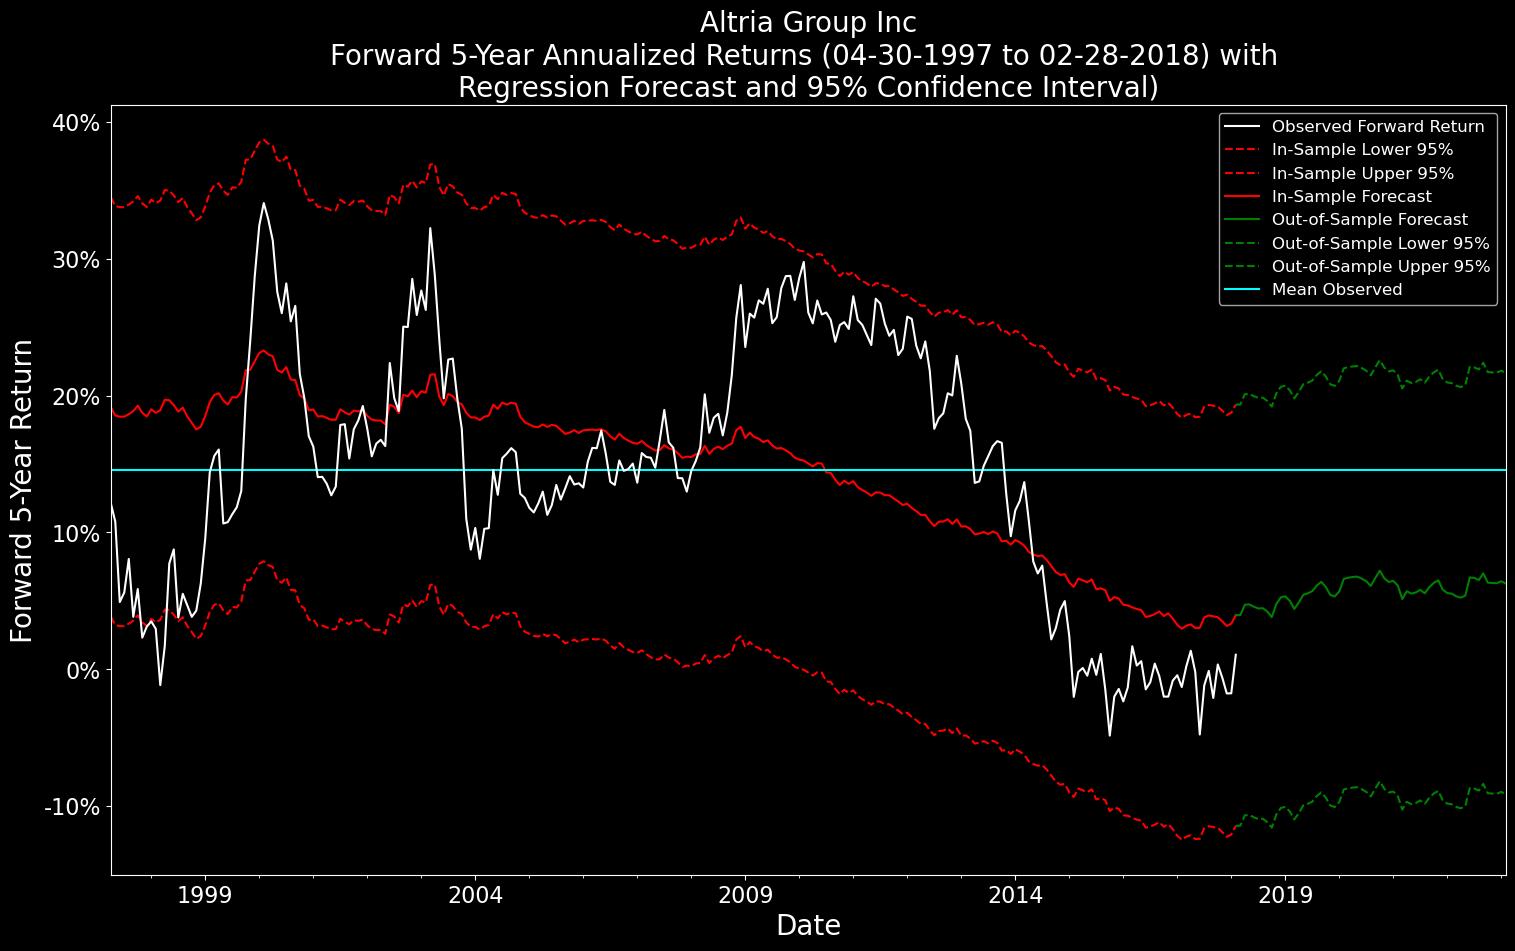 Altria Group Inc
Forward 5-Year Annualized Returns (04-30-1997 to 02-28-2018) with
Regression Forecast and 95% Confidence Interval)
Forward 5-Year Return
40%
30%
20%
10%
0%
-10%
Observed Forward Return
In-Sample Lower 95%
In-Sample Upper 95%
In-Sample Forecast
Out-of-Sample Forecast
Out-of-Sample Lower 95%
Out-of-Sample Upper 95%
Mean Observed
1999
2004
2009
2014
2019
Date